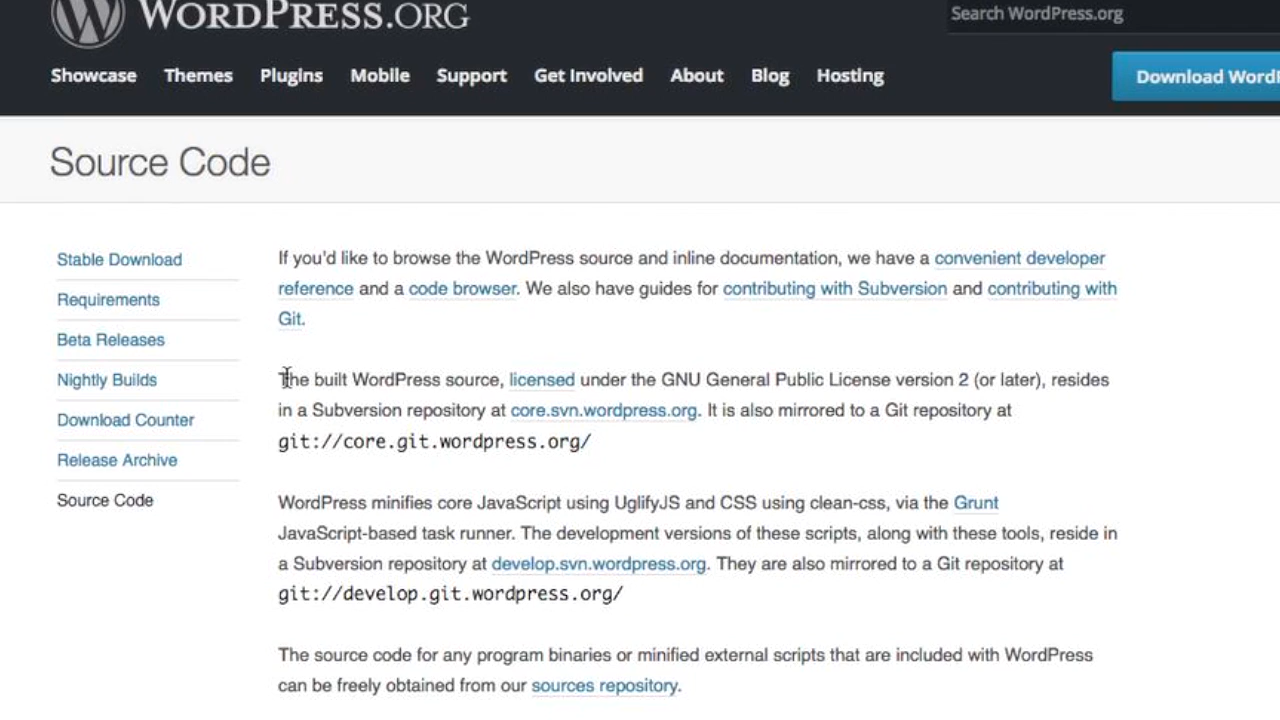 WORDPRESS.ORG
Search WordPress.org
Showcase Themes Plugins Mobile Support Get Involved About Blog Hosting
Download WordP
Source Code
Stable Download
Requirements
Beta Releases
Nightly Builds
Download Counter
Release Archive
Source Code
If you'd like to browse the WordPress source and inline documentation, we have a convenient developer
reference and a code browser. We also have guides for contributing with Subversion and contributing with
Git.
The built WordPress source, licensed under the GNU General Public License version 2 (or later), resides
in a Subversion repository at core.svn.wordpress.org. It is also mirrored to a Git repository at
git://core.git.wordpress.org/
WordPress minifies core JavaScript using UglifyJS and CSS using clean-css, via the Grunt
JavaScript-based task runner. The development versions of these scripts, along with these tools, reside in
a Subversion repository at develop.svn.wordpress.org. They are also mirrored to a Git repository at
git://develop.git.wordpress.org/
The source code for any program binaries or minified external scripts that are included with WordPress
can be freely obtained from our sources repository.